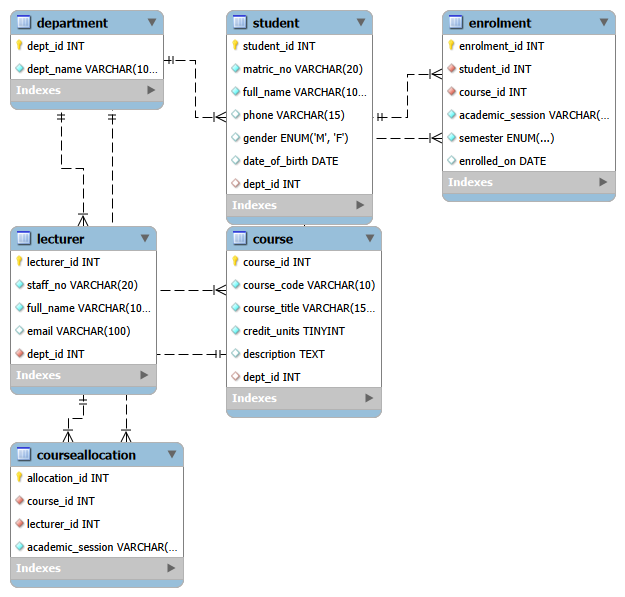 department
dept_id INT
dept_name VARCHAR(10...
Indexes
student
student_id INT
matric_no VARCHAR(20)
full_name VARCHAR(10...
phone VARCHAR(15)
gender ENUM('M', 'F')
date_of_birth DATE
dept_id INT
Indexes
enrolment
enrolment_id INT
student_id INT
course_id INT
academic_session VARCHAR(...
semester ENUM(...)
enrolled_on DATE
Indexes
lecturer
lecturer_id INT
staff_no VARCHAR(20)
full_name VARCHAR(10...
email VARCHAR(100)
dept_id INT
Indexes
course
course_id INT
course_code VARCHAR(10)
course_title VARCHAR(15...
credit_units TINYINT
description TEXT
dept_id INT
Indexes
courseallocation
allocation_id INT
course_id INT
lecturer_id INT
academic_session VARCHAR(...
Indexes